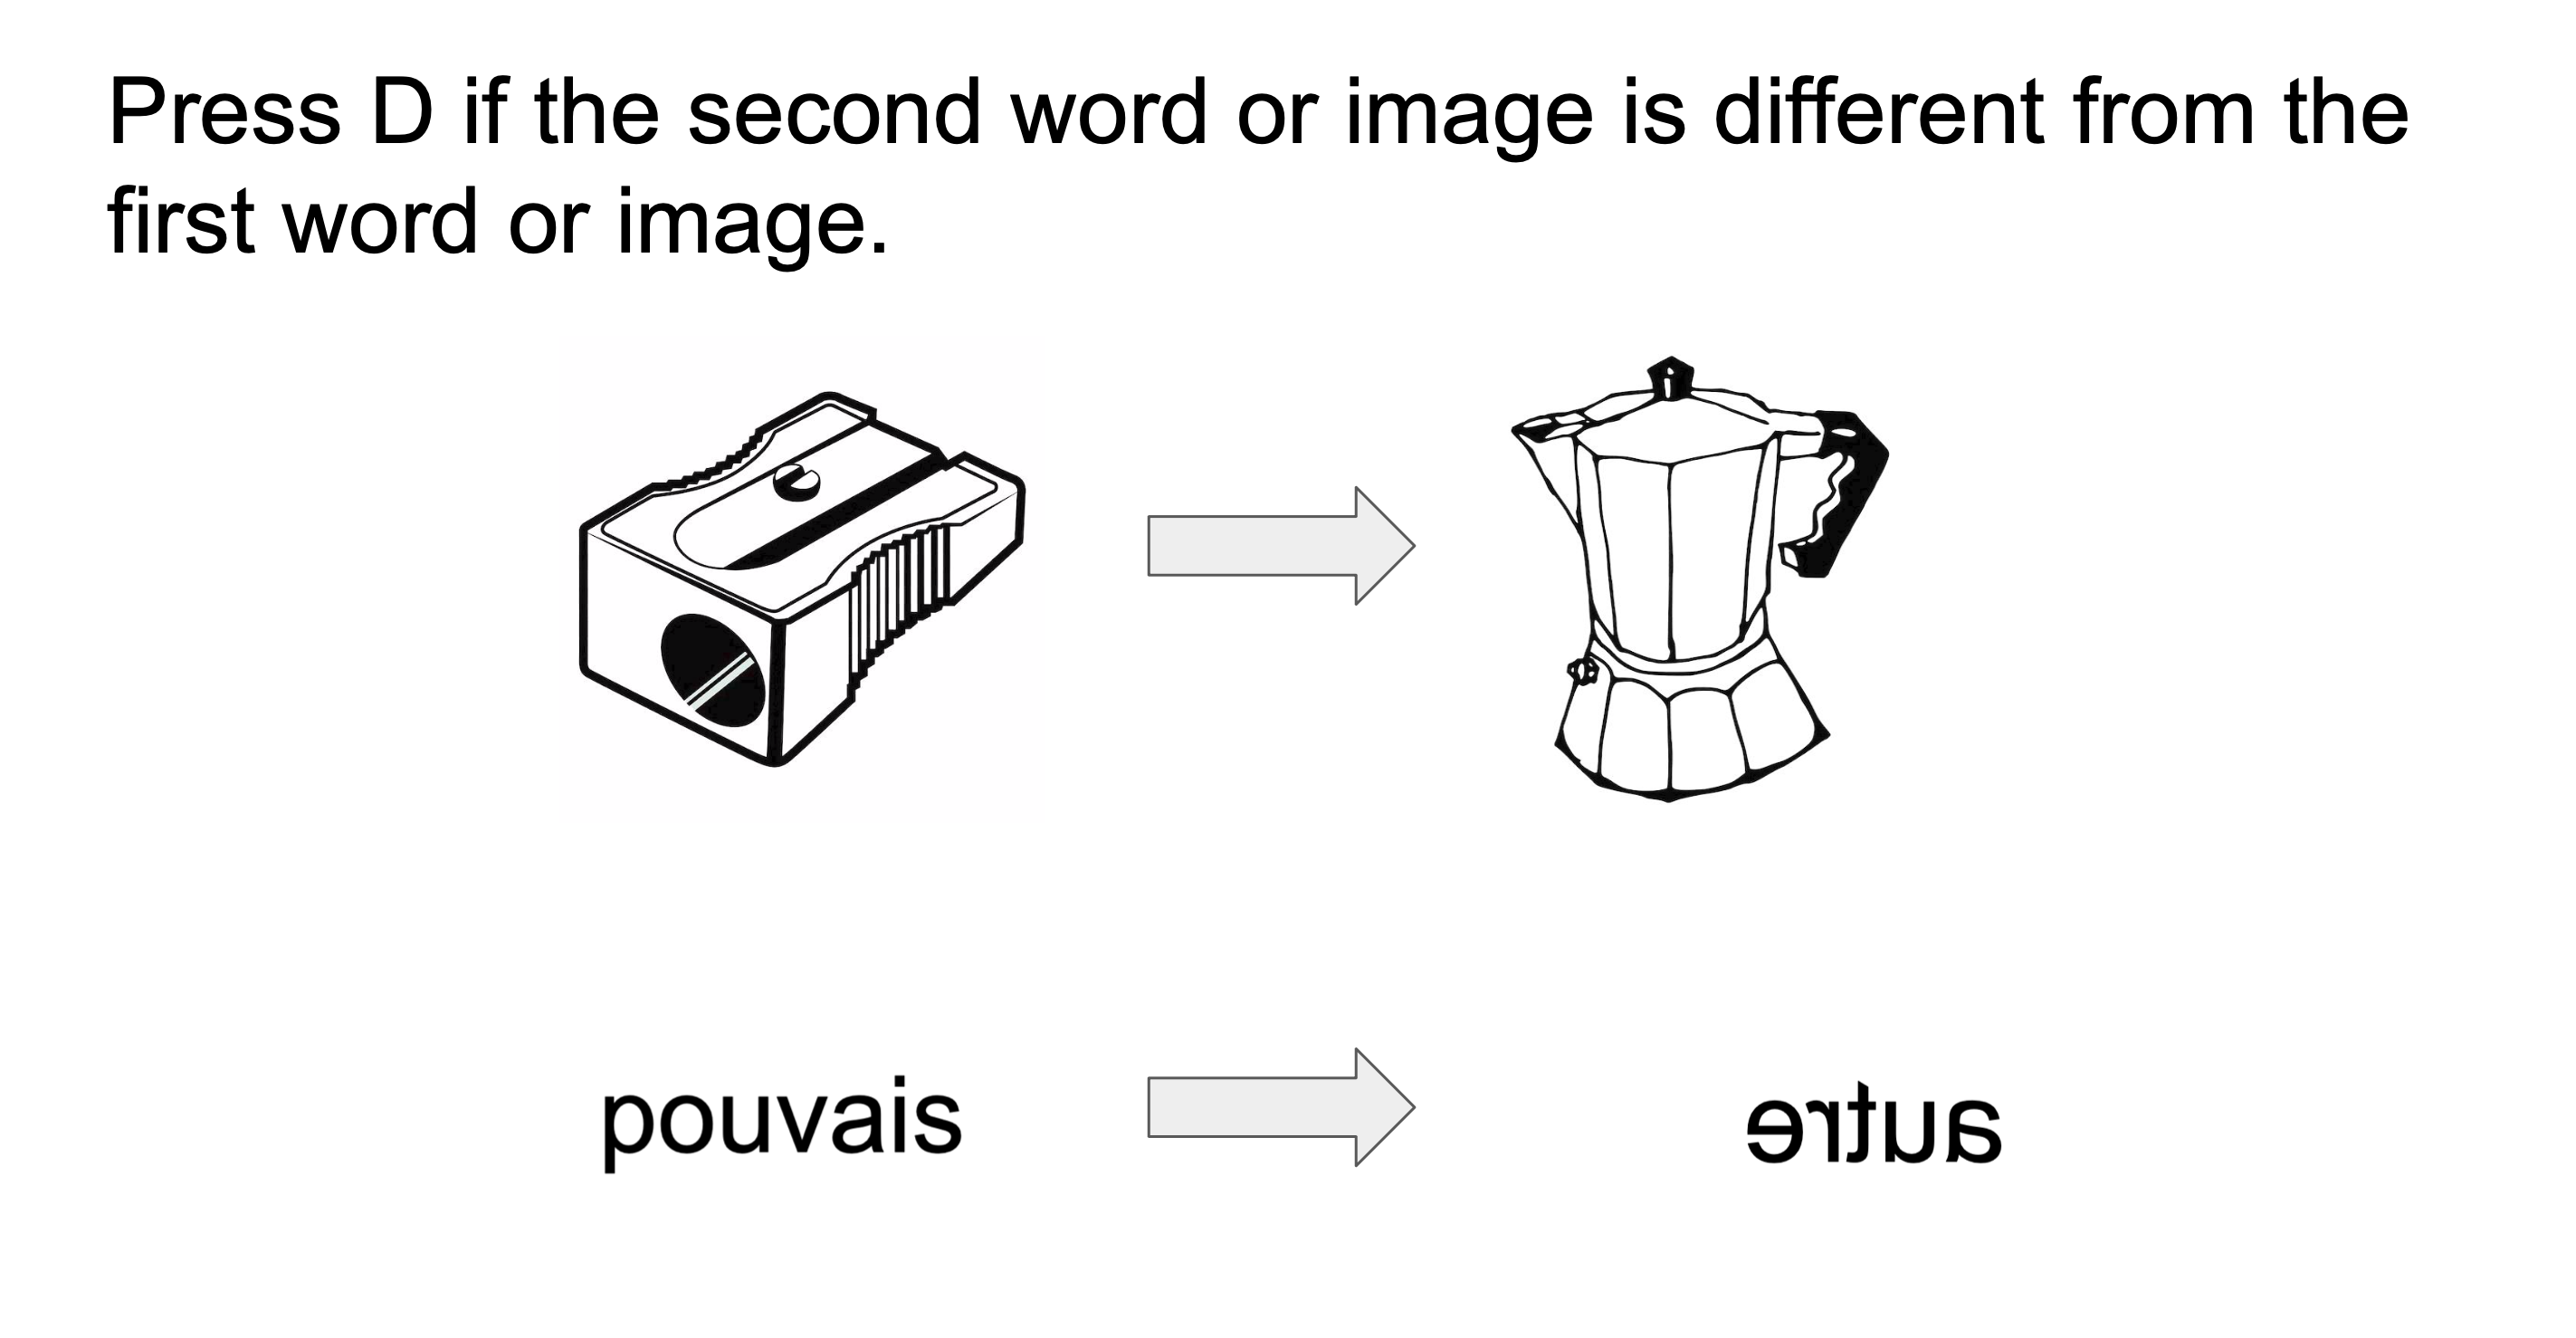 Press D if the second word or image is different from the
first word or image.
pouvais
autre